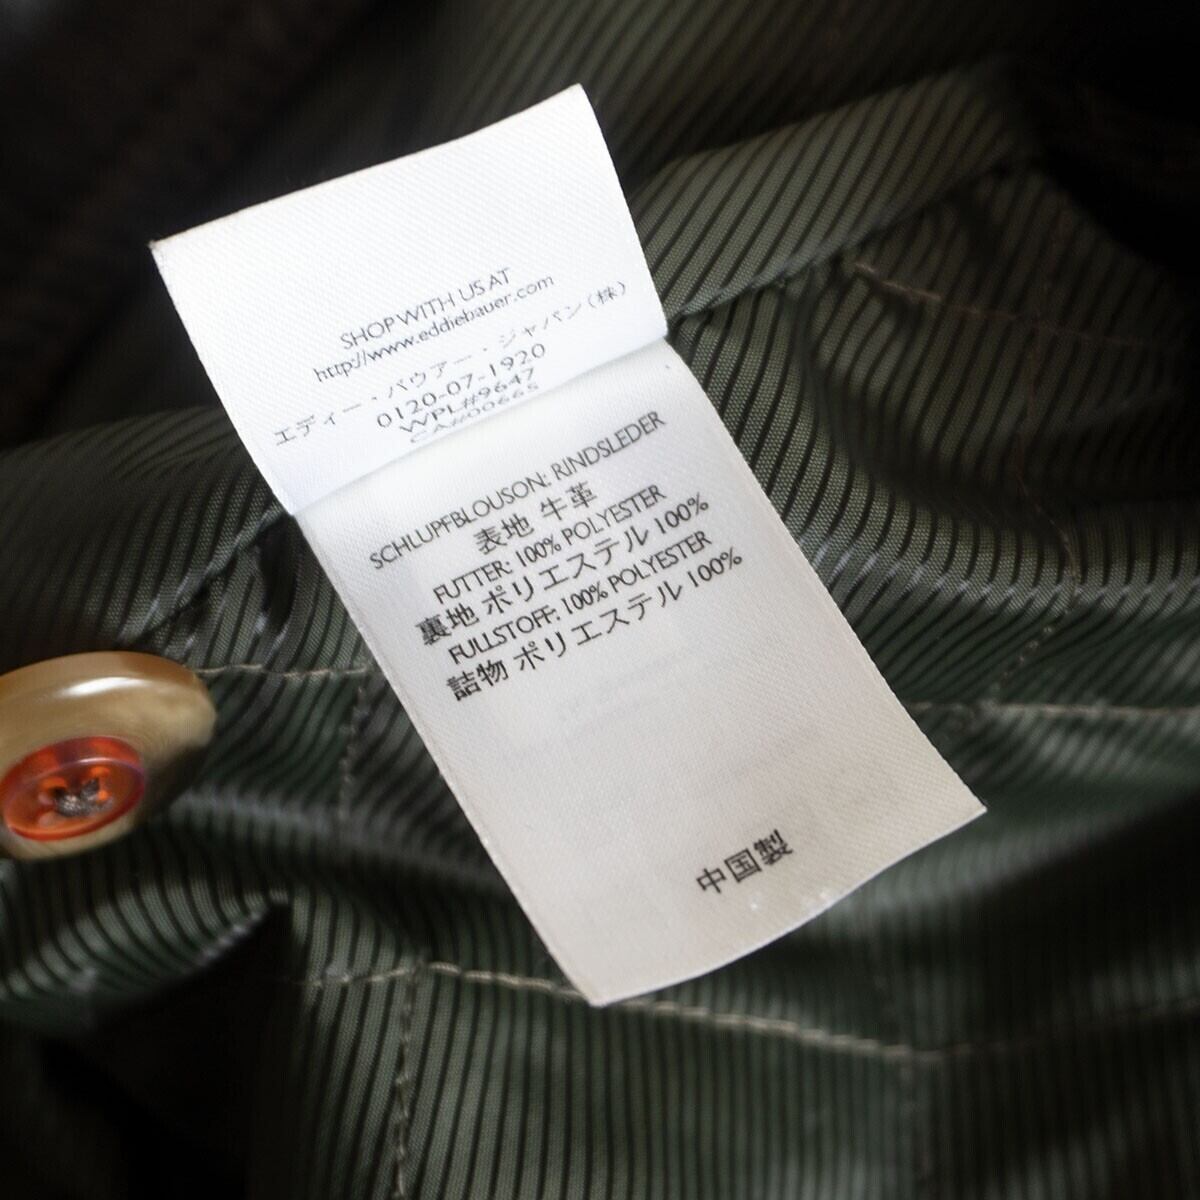 SHOP WITH US AT
http://www.eddiebauer.com
エディー・バウアー・ジャパン(株)
0120-07-1920
WPL#9647
CA#00665
SCHLUPFBLOUSON: RINDSLEDER
表地 牛革
FUTTER: 100% POLYESTER
裏地 ポリエステル 100%
FULLSTOFF: 100% POLYESTER
詰物 ポリエステル 100%
中国製